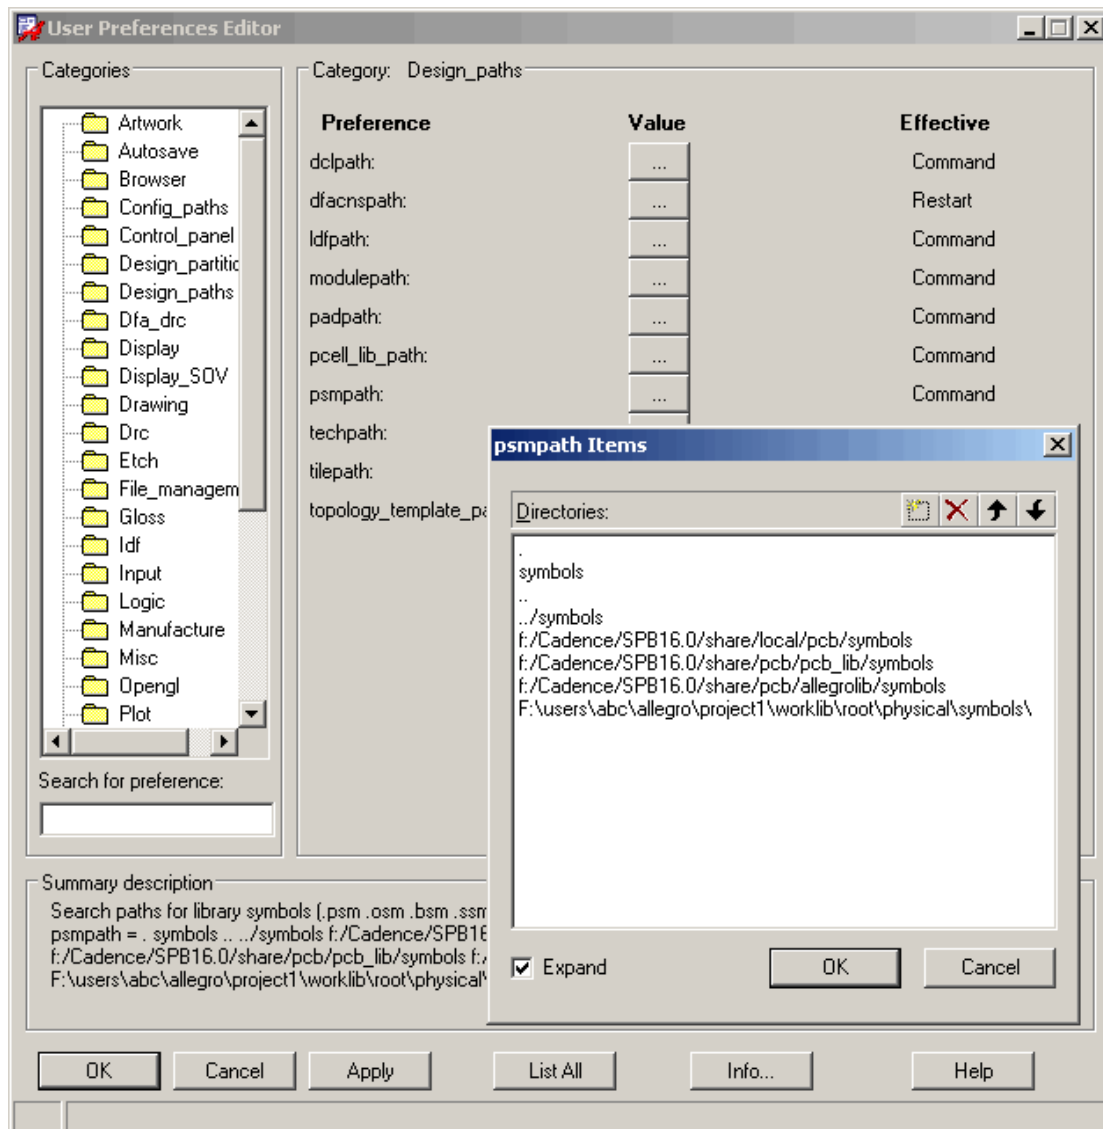 User Preferences Editor
Categories
Artwork
Autosave
Browser
Config_paths
Control_panel
Design_partitic
Design_paths
Dfa_drc
Display
Display_SOV
Drawing
Drc
Etch
File_managem
Gloss
Idf
Input
Logic
Manufacture
Misc
Opengl
Plot
Search for preference:
Category: Design_paths
Preference Value Effective
dclpath: ... Command
dfacnspath: ... Restart
ldfpath: ... Command
modulepath: ... Command
padpath: ... Command
pcell_lib_path: ... Command
psmpath: ... Command
techpath:
tilepath:
topology_template_pa
psmpath Items
Directories:
.
symbols
..
../symbols
f:/Cadence/SPB16.0/share/local/pcb/symbols
f:/Cadence/SPB16.0/share/pcb/pcb_lib/symbols
f:/Cadence/SPB16.0/share/pcb/allegrolib/symbols
F:\users\abc\allegro\project1\worklib\root\physical\symbols\
Expand
OK
Cancel
Summary description
Search paths for library symbols (.psm .osm .bsm .ssm
psmpath = . symbols .. ../symbols f:/Cadence/SPB16
f:/Cadence/SPB16.0/share/pcb/pcb_lib/symbols f:/
F:\users\abc\allegro\project1\worklib\root\physical\
OK
Cancel
Apply
List All
Info...
Help